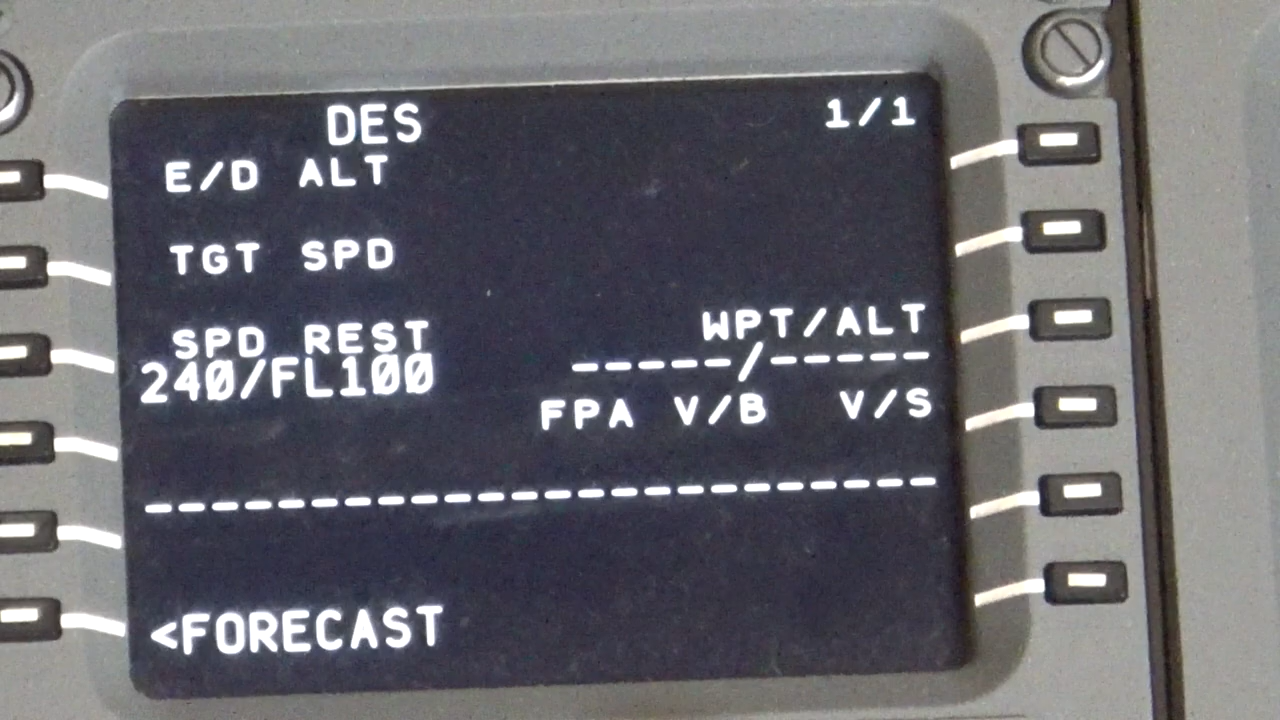 DES 1/1
E/D ALT
TGT SPD
SPD REST WPT/ALT
240/FL100 -----/-----
FPA V/B V/S
------------------------
<FORECAST